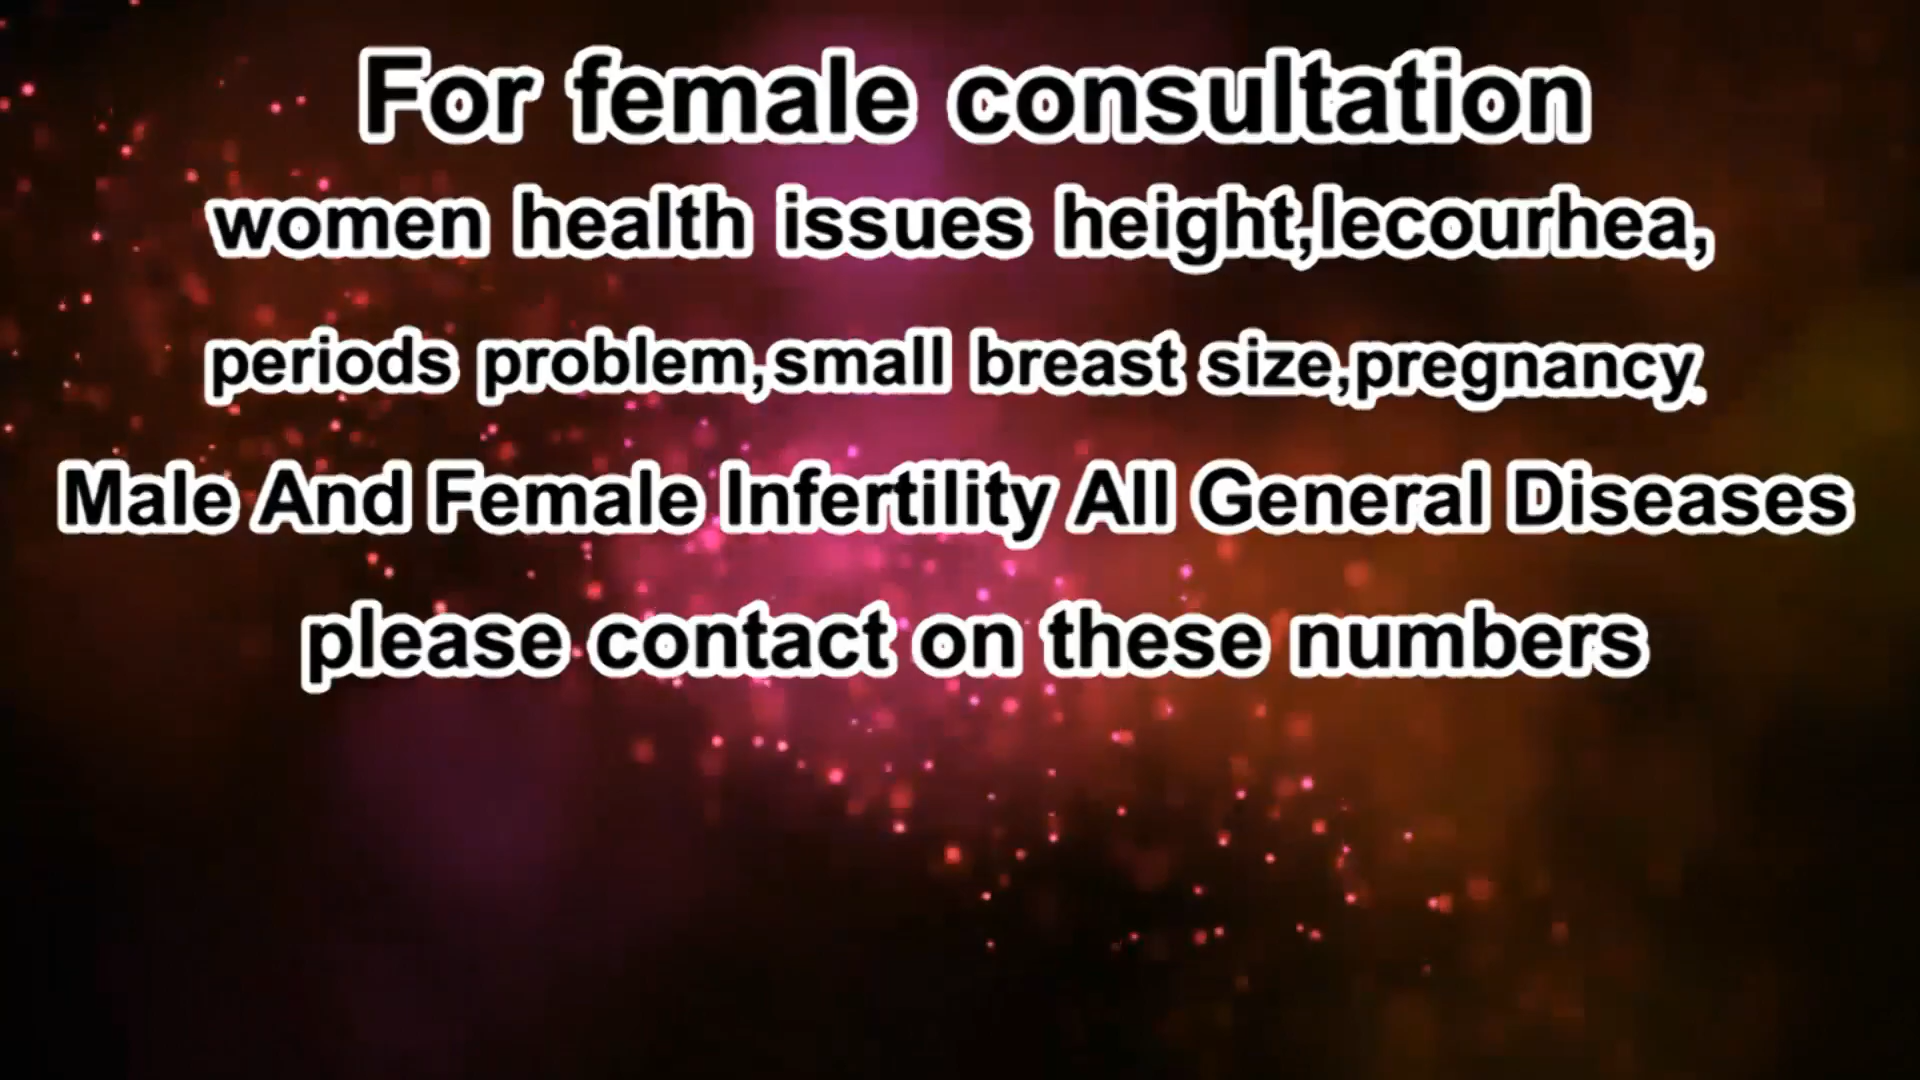 For female consultation
women health issues height,lecourhea,
periods problem,small breast size,pregnancy.
Male And Female Infertility All General Diseases
please contact on these numbers